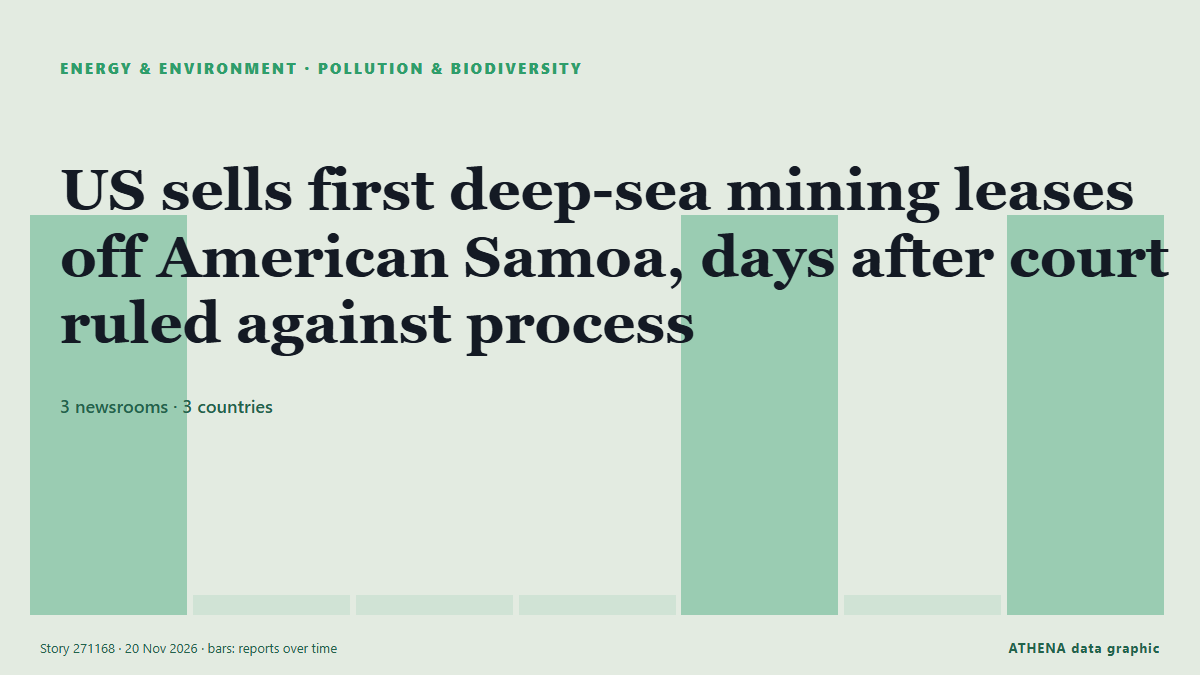 ENERGY & ENVIRONMENT · POLLUTION & BIODIVERSITY
US sells first deep-sea mining leases
off American Samoa, days after court
ruled against process
3 newsrooms · 3 countries
Story 271168 · 20 Nov 2026 · bars: reports over time
ATHENA data graphic